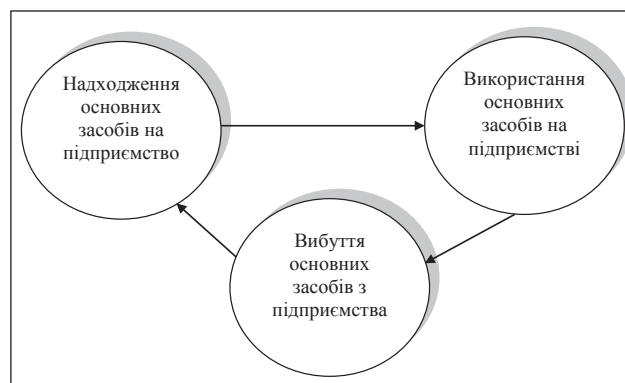 Надходження
основних
засобів на
підприємство
Використання
основних
засобів на
підприємстві
Вибуття
основних
засобів з
підприємства